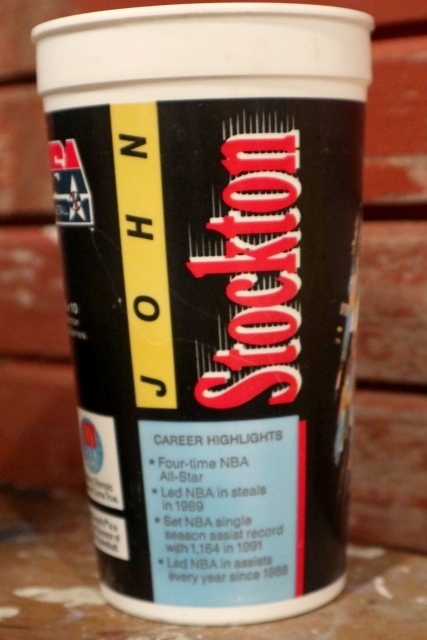 JOHN
Stockton
CAREER HIGHLIGHTS
• Four-time NBA
All-Star
• Led NBA in steals
in 1989
• Set NBA single
season assist record
with 1,164 in 1991
• Led NBA in assists
every year since 1988